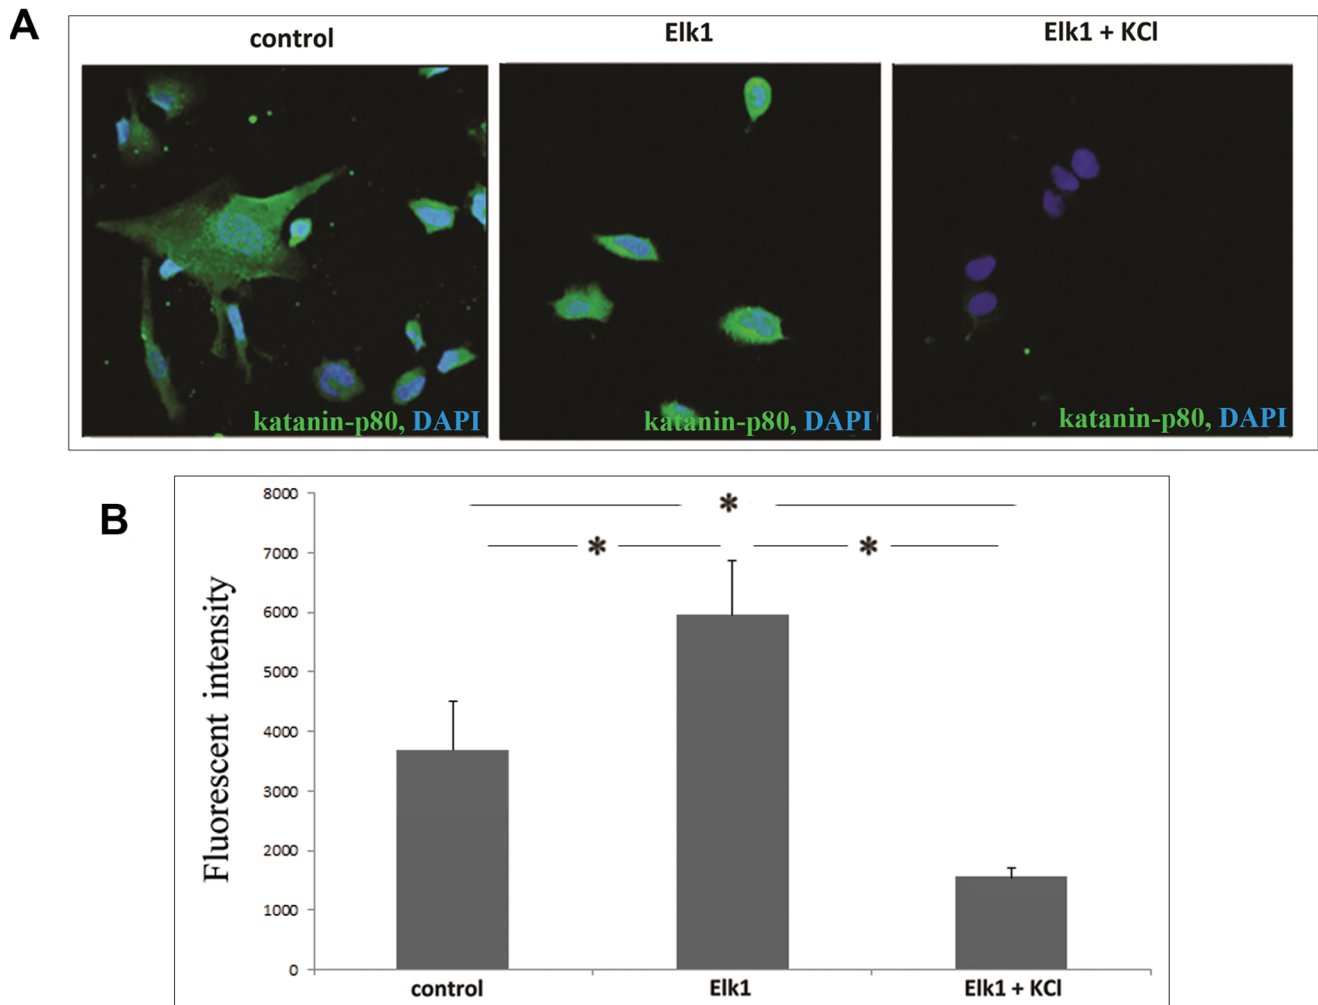 A
control
Elk1
Elk1 + KCl
katanin-p80, DAPI
katanin-p80, DAPI
katanin-p80, DAPI
B
Fluorescent intensity
8000
7000
6000
5000
4000
3000
2000
1000
0
*
* *
control
Elk1
Elk1 + KCl